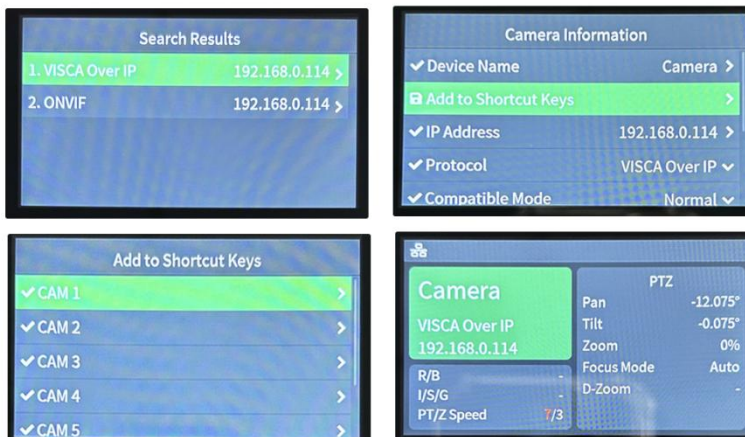 Search Results
1. VISCA Over IP 192.168.0.114 >
2. ONVIF 192.168.0.114 >
Camera Information
✔ Device Name Camera >
Add to Shortcut Keys >
✔ IP Address 192.168.0.114 >
✔ Protocol VISCA Over IP
✔ Compatible Mode Normal
Add to Shortcut Keys
✔ CAM 1 >
✔ CAM 2 >
✔ CAM 3 >
✔ CAM 4 >
✔ CAM 5 >
Camera
VISCA Over IP
192.168.0.114
R/B -
I/S/G -
PT/Z Speed 7/3
PTZ
Pan -12.075°
Tilt -0.075°
Zoom 0%
Focus Mode Auto
D-Zoom -